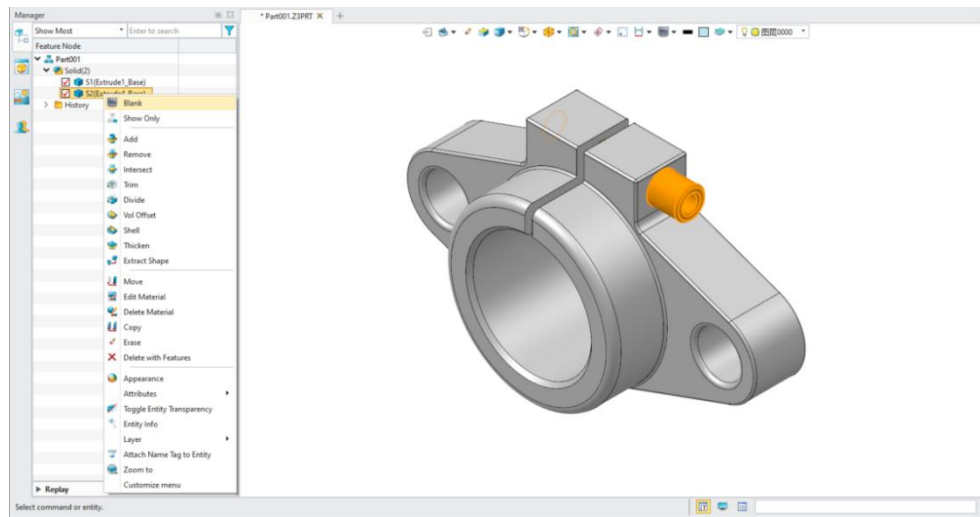 Manager
* Part001.Z3PRT × +
Show Most
Enter to search
图层0000
Feature Node
Part001
Solid(2)
S1(Extrude1_Base)
S2(Extrude4_Base)
History
Blank
Show Only
Add
Remove
Intersect
Trim
Divide
Vol Offset
Shell
Thicken
Extract Shape
Move
Edit Material
Delete Material
Copy
Erase
Delete with Features
Appearance
Attributes
Toggle Entity Transparency
Entity Info
Layer
Attach Name Tag to Entity
Zoom to
Customize menu
Replay
Select command or entity.